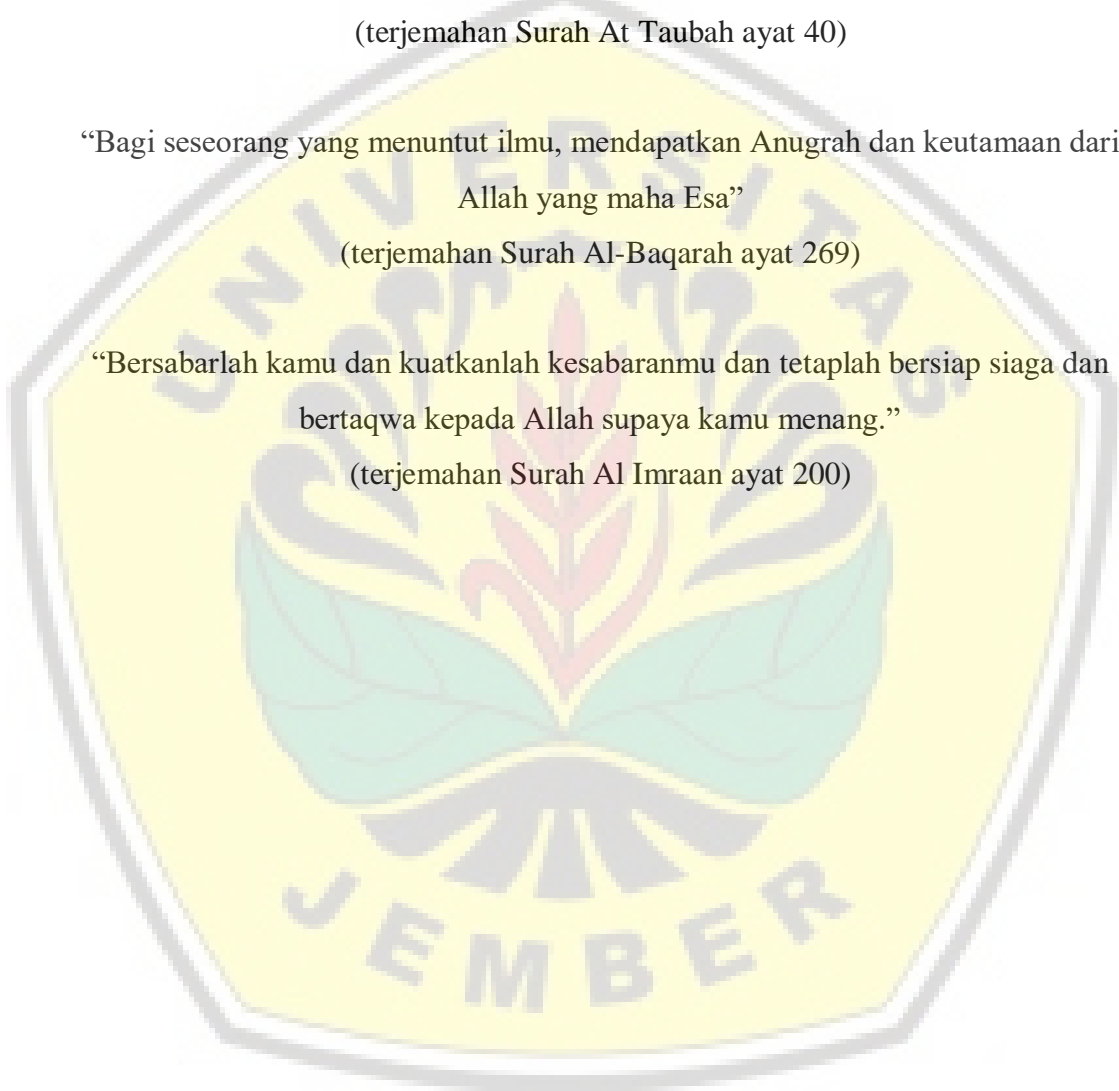 (terjemahan Surah At Taubah ayat 40)
“Bagi seseorang yang menuntut ilmu, mendapatkan Anugrah dan keutamaan dari
Allah yang maha Esa”
(terjemahan Surah Al-Baqarah ayat 269)
“Bersabarlah kamu dan kuatkanlah kesabaranmu dan tetaplah bersiap siaga dan
bertaqwa kepada Allah supaya kamu menang.”
(terjemahan Surah Al Imraan ayat 200)
UNIVERSITAS
JEMBER